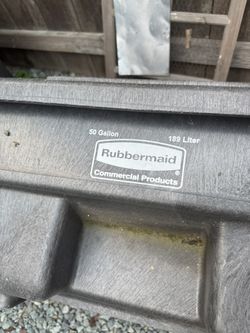 50 Gallon 189 Liter
Rubbermaid
®
Commercial Products